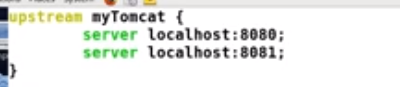 upstream myTomcat {
        server localhost:8080;
        server localhost:8081;
}